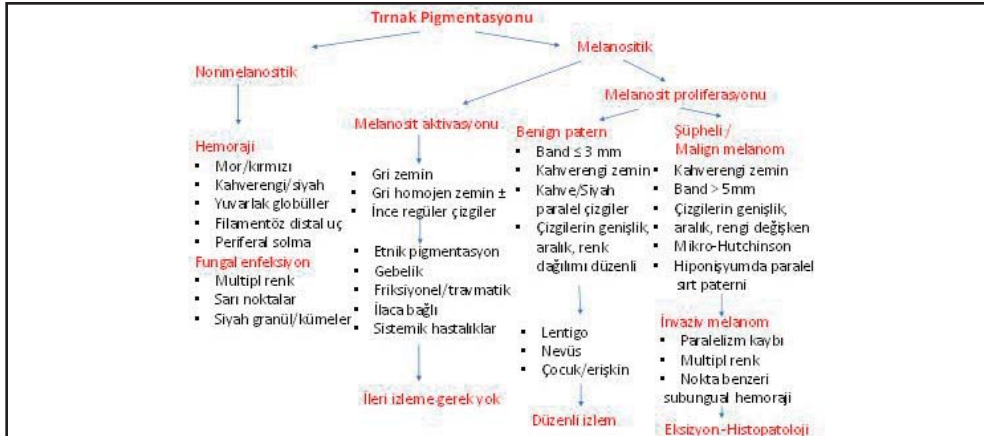 Tırnak Pigmentasyonu
Nonmelanositik
Melanositik
Hemoraji
▪ Mor/kırmızı
▪ Kahverengi/siyah
▪ Yuvarlak globüller
▪ Filamentöz distal uç
▪ Periferal solma
Fungal enfeksiyon
▪ Multipl renk
▪ Sarı noktalar
▪ Siyah granül/kümeler
Melanosit aktivasyonu
▪ Gri zemin
▪ Gri homojen zemin ±
▪ İnce regüler çizgiler
▪ Etnik pigmentasyon
▪ Gebelik
▪ Friksiyonel/travmatik
▪ İlaca bağlı
▪ Sistemik hastalıklar
İleri izleme gerek yok
Melanosit proliferasyonu
Benign patern
▪ Band ≤ 3 mm
▪ Kahverengi zemin
▪ Kahve/Siyah
paralel çizgiler
▪ Çizgilerin genişlik,
aralık, renk
dağılımı düzenli
▪ Lentigo
▪ Nevüs
▪ Çocuk/erişkin
Düzenli izlem
Şüpheli /
Malign melanom
▪ Kahverengi zemin
▪ Band > 5mm
▪ Çizgilerin genişlik,
aralık, rengi değişken
▪ Mikro-Hutchinson
▪ Hiponişyumda paralel
sırt paterni
İnvaziv melanom
▪ Paralelizm kaybı
▪ Multipl renk
▪ Nokta benzeri
subungual hemoraji
Eksizyon-Histopatoloji